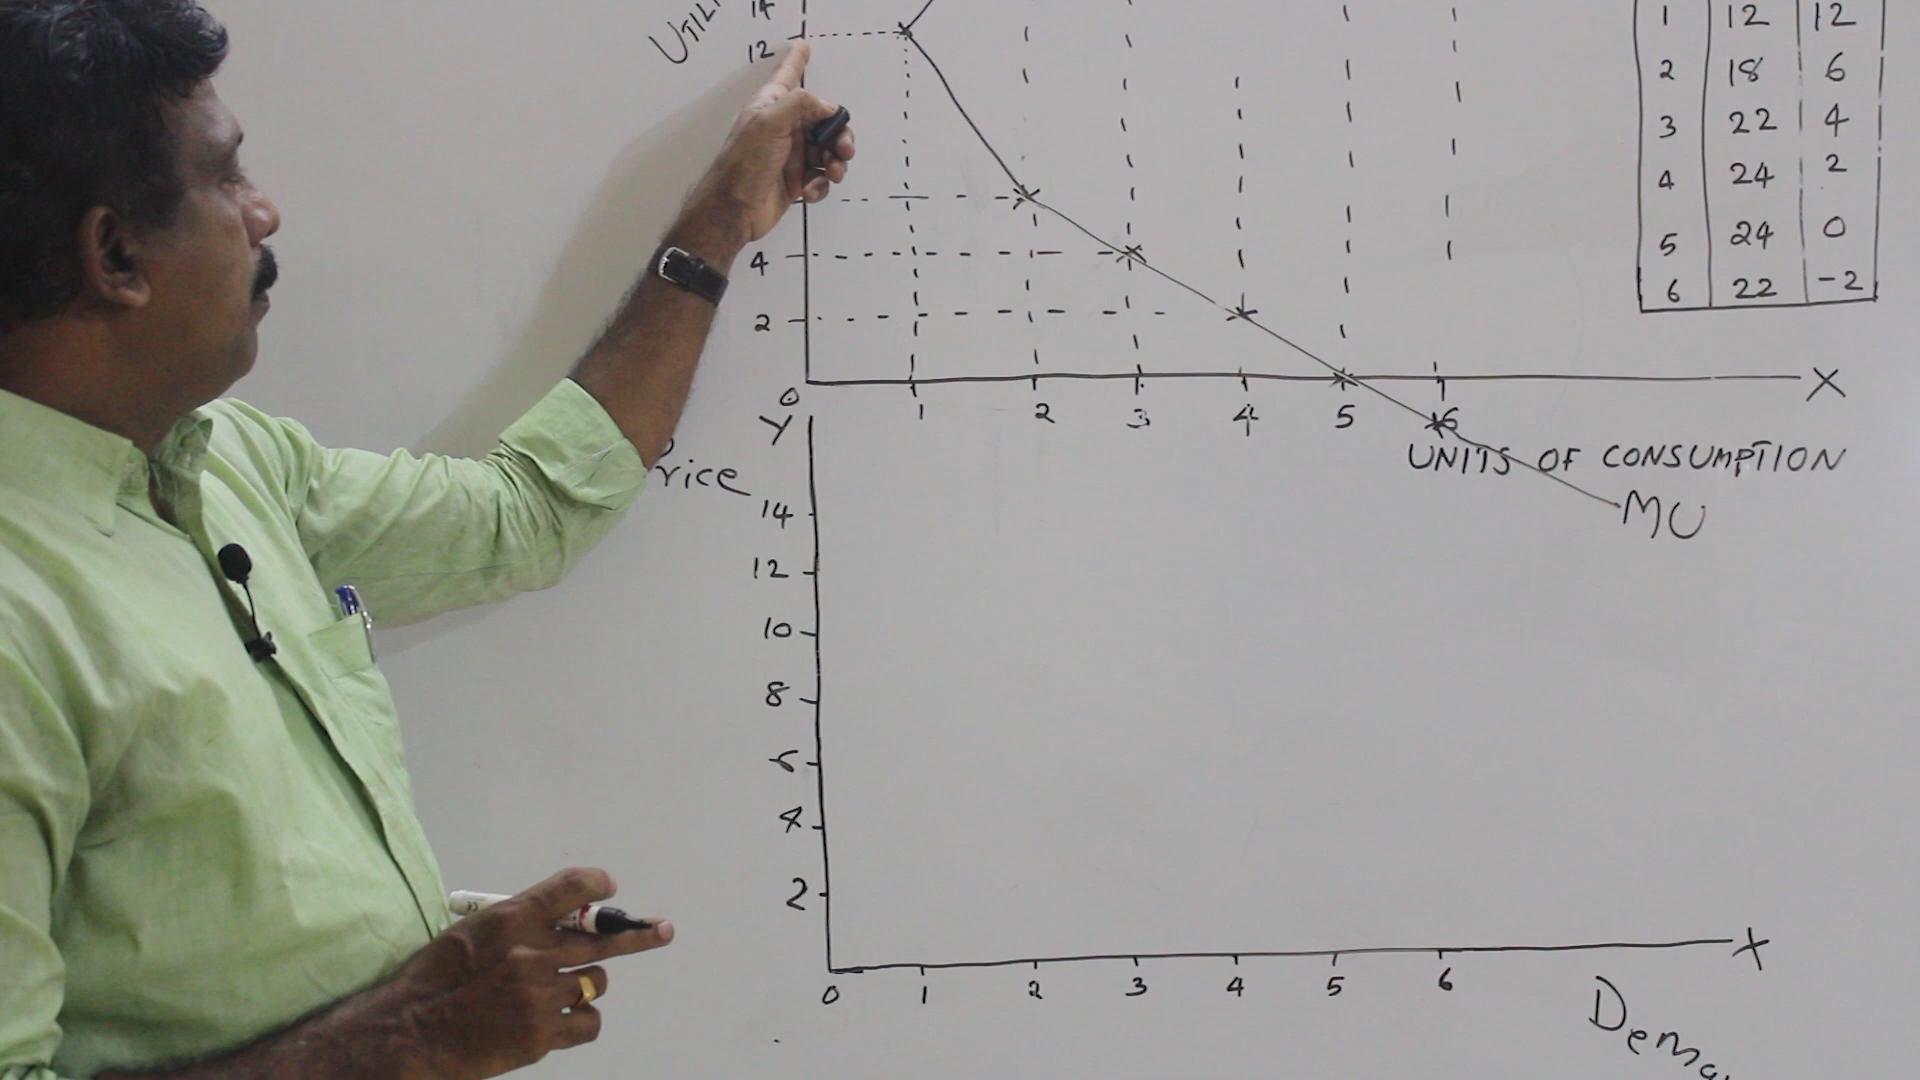 UTILI
14
12
4
2
0
1 2 3 4 5 6
X
UNITS OF CONSUMPTION
MU
1 12 12
2 18 6
3 22 4
4 24 2
5 24 0
6 22 -2
Y
rice
14
12
10
8
6
4
2
0 1 2 3 4 5 6
X
Dema